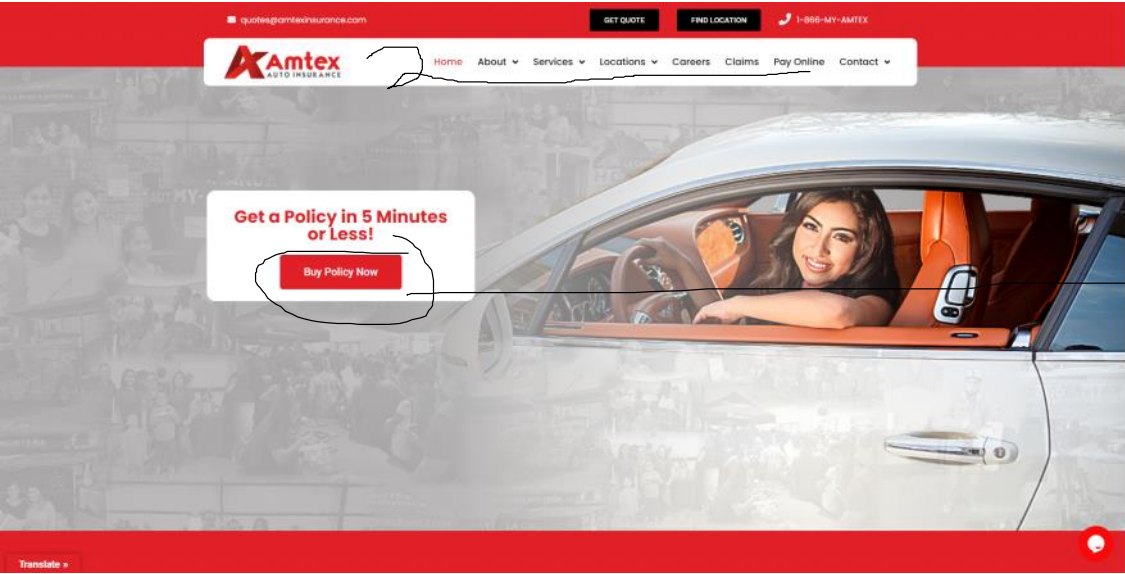 quotes@amtexinsurance.com GET QUOTE FIND LOCATION 1-866-MY-AMTEX
Amtex
AUTO INSURANCE
Home About Services Locations Careers Claims Pay Online Contact
Get a Policy in 5 Minutes
or Less!
Buy Policy Now
Translate »